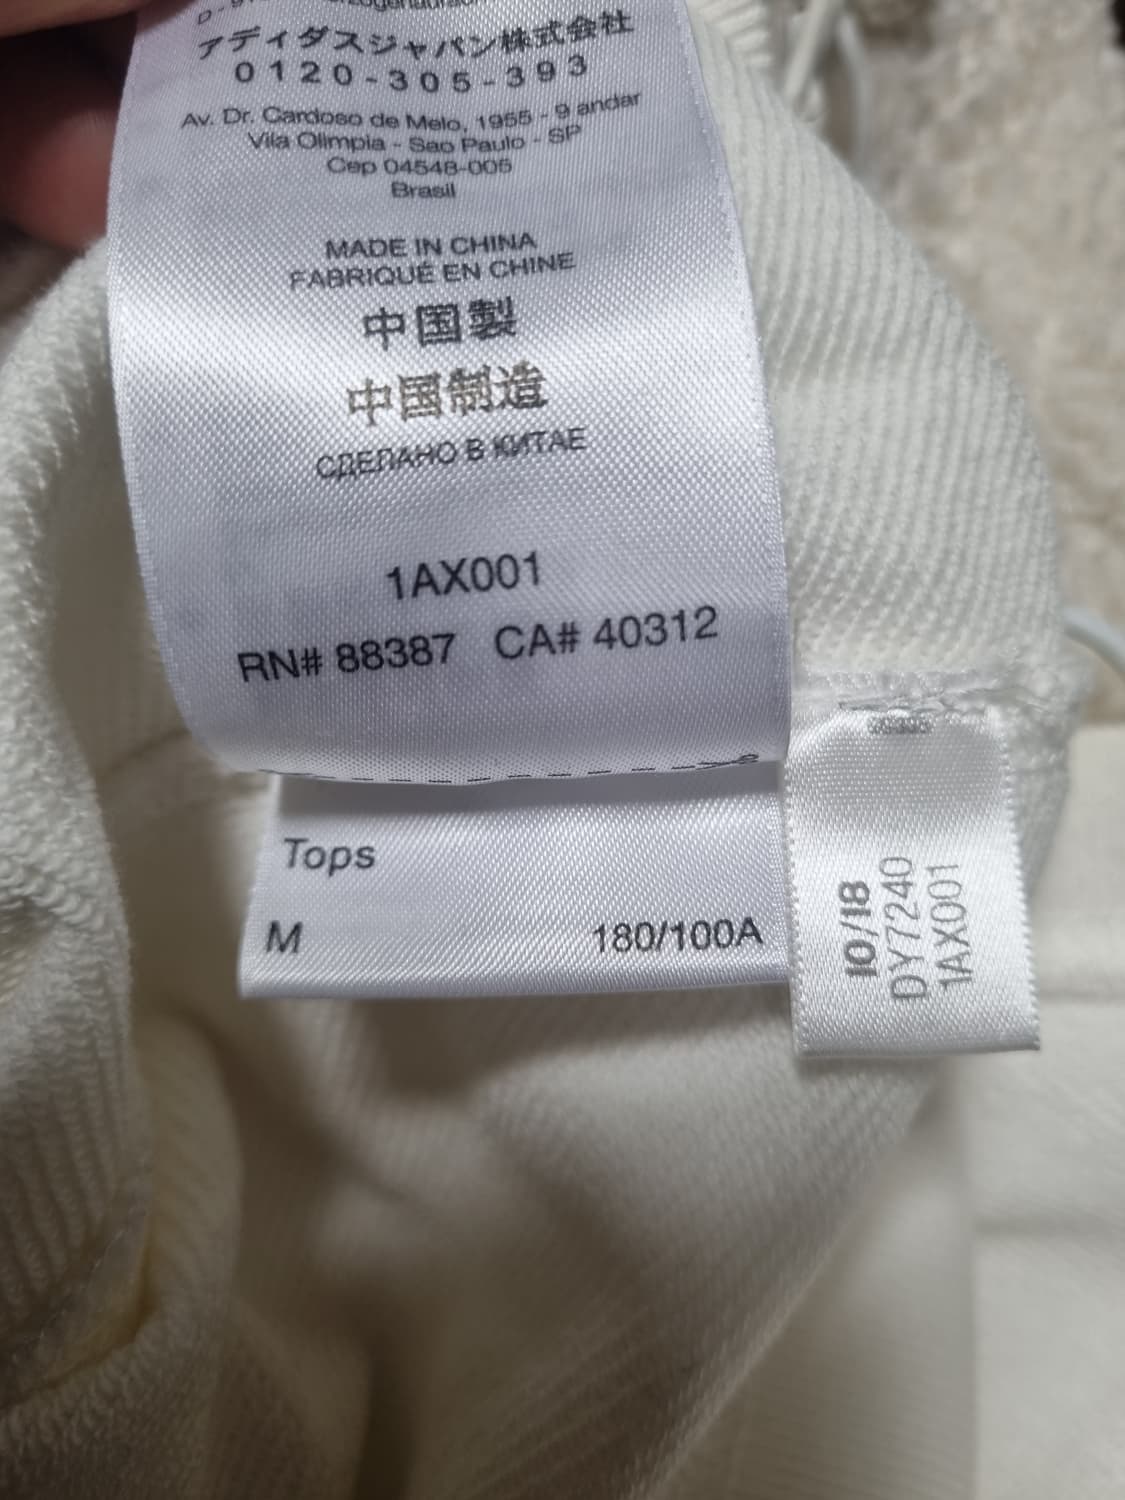 アディダスジャパン株式会社
0120-305-393
Av. Dr. Cardoso de Melo, 1955 - 9 andar
Vila Olimpia - Sao Paulo - SP
Cep 04548-005
Brasil
MADE IN CHINA
FABRIQUÉ EN CHINE
中国製
中国制造
СДЕЛАНО В КИТАЕ
1AX001
RN# 88387 CA# 40312
Tops
M 180/100A
10/18
DY7240
1AX001